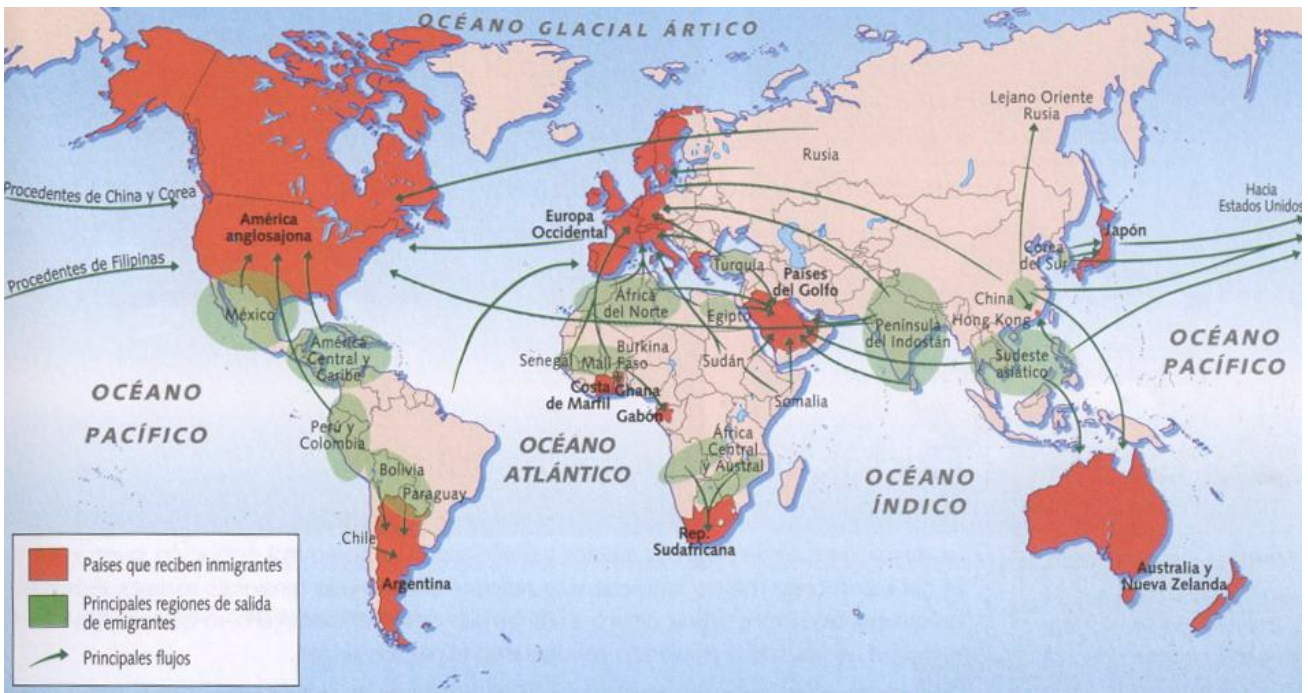 OCÉANO GLACIAL ÁRTICO
Lejano Oriente
Rusia
Rusia
Procedentes de China y Corea
Hacia
Estados Unidos
América
anglosajona
Europa
Occidental
Japón
Corea
del Sur
Turquía
Países
del Golfo
Procedentes de Filipinas
México
África
del Norte
Egipto
China
Hong Kong
Península
del Indostán
América
Central y
Caribe
Senegal
Malí
Burkina
Faso
Sudán
Sudeste
asiático
OCÉANO
PACÍFICO
OCÉANO
PACÍFICO
Costa
de Marfil
Ghana
Gabón
Somalia
Perú y
Colombia
OCÉANO
ATLÁNTICO
África
Central
y Austral
Bolivia
Paraguay
OCÉANO
ÍNDICO
Chile
Argentina
Rep.
Sudafricana
Australia y
Nueva Zelanda
Países que reciben inmigrantes
Principales regiones de salida
de emigrantes
Principales flujos